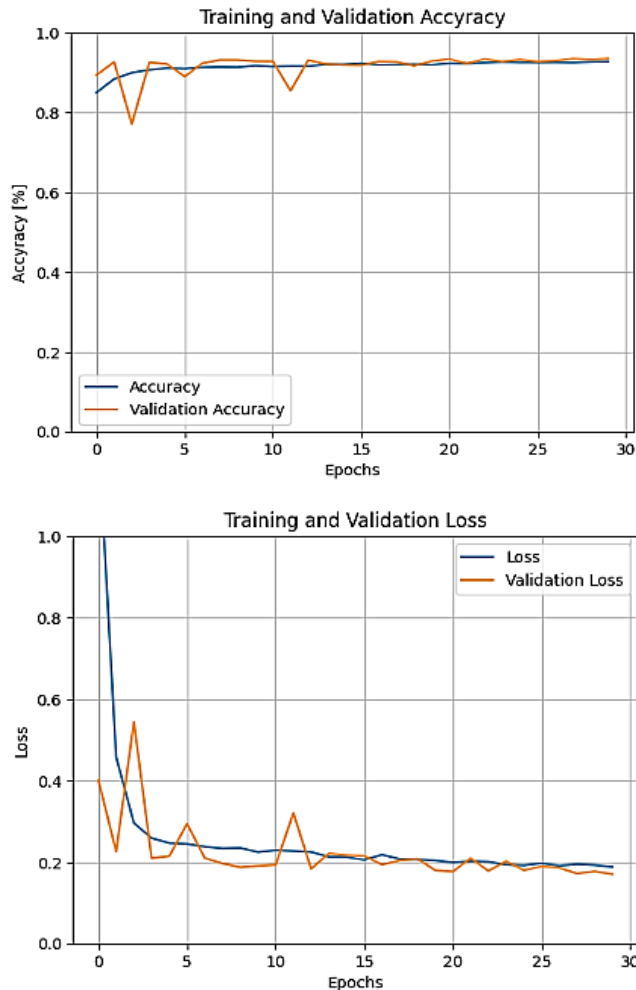 Training and Validation Accyracy
1.0
0.8
0.6
0.4
0.2
0.0
Accyracy [%]
Accuracy
Validation Accuracy
0 5 10 15 20 25 30
Epochs
Training and Validation Loss
1.0
0.8
0.6
0.4
0.2
0.0
Loss
Loss
Validation Loss
0 5 10 15 20 25 30
Epochs